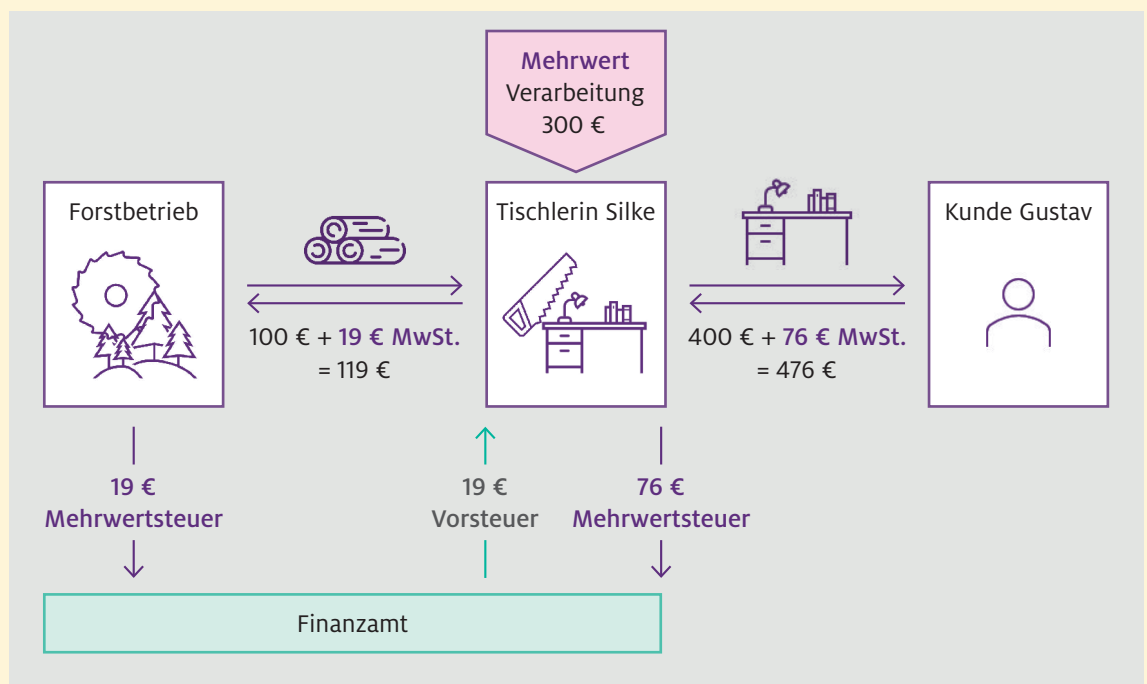 Mehrwert
Verarbeitung
300 €
Forstbetrieb
Tischlerin Silke
Kunde Gustav
100 € + 19 € MwSt.
= 119 €
400 € + 76 € MwSt.
= 476 €
19 €
Mehrwertsteuer
19 €
Vorsteuer
76 €
Mehrwertsteuer
Finanzamt